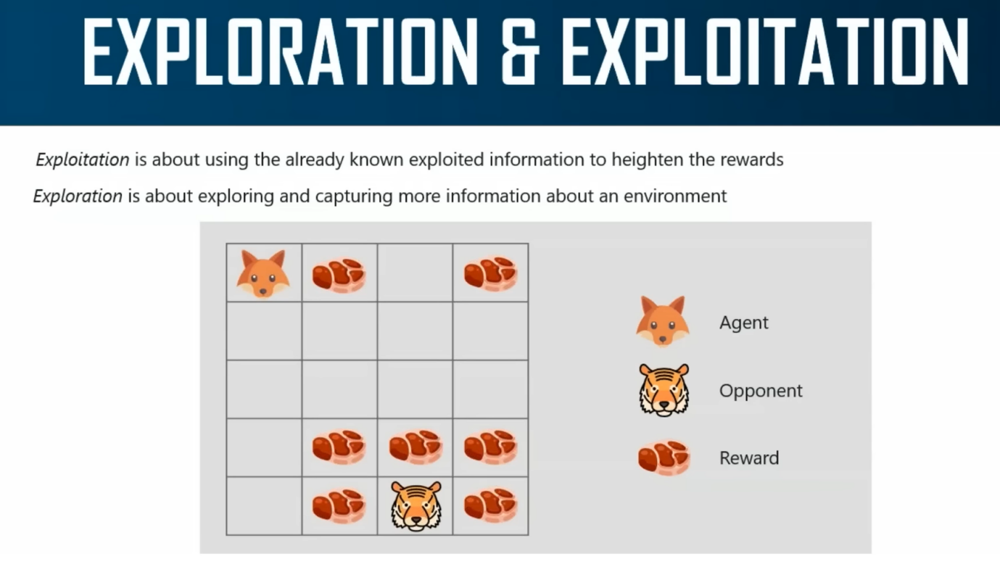 EXPLORATION & EXPLOITATION
Exploitation is about using the already known exploited information to heighten the rewards
Exploration is about exploring and capturing more information about an environment
Agent
Opponent
Reward